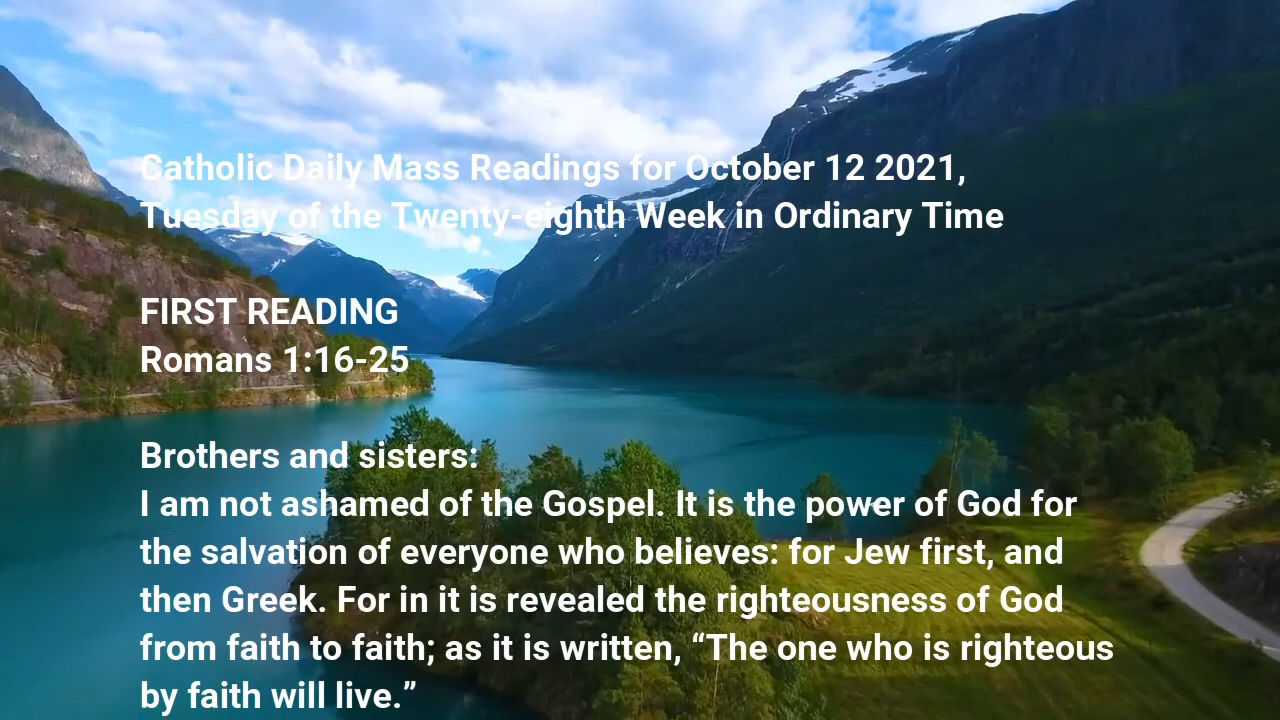 Catholic Daily Mass Readings for October 12 2021,
Tuesday of the Twenty-eighth Week in Ordinary Time
FIRST READING
Romans 1:16-25
Brothers and sisters:
I am not ashamed of the Gospel. It is the power of God for
the salvation of everyone who believes: for Jew first, and
then Greek. For in it is revealed the righteousness of God
from faith to faith; as it is written, “The one who is righteous
by faith will live.”